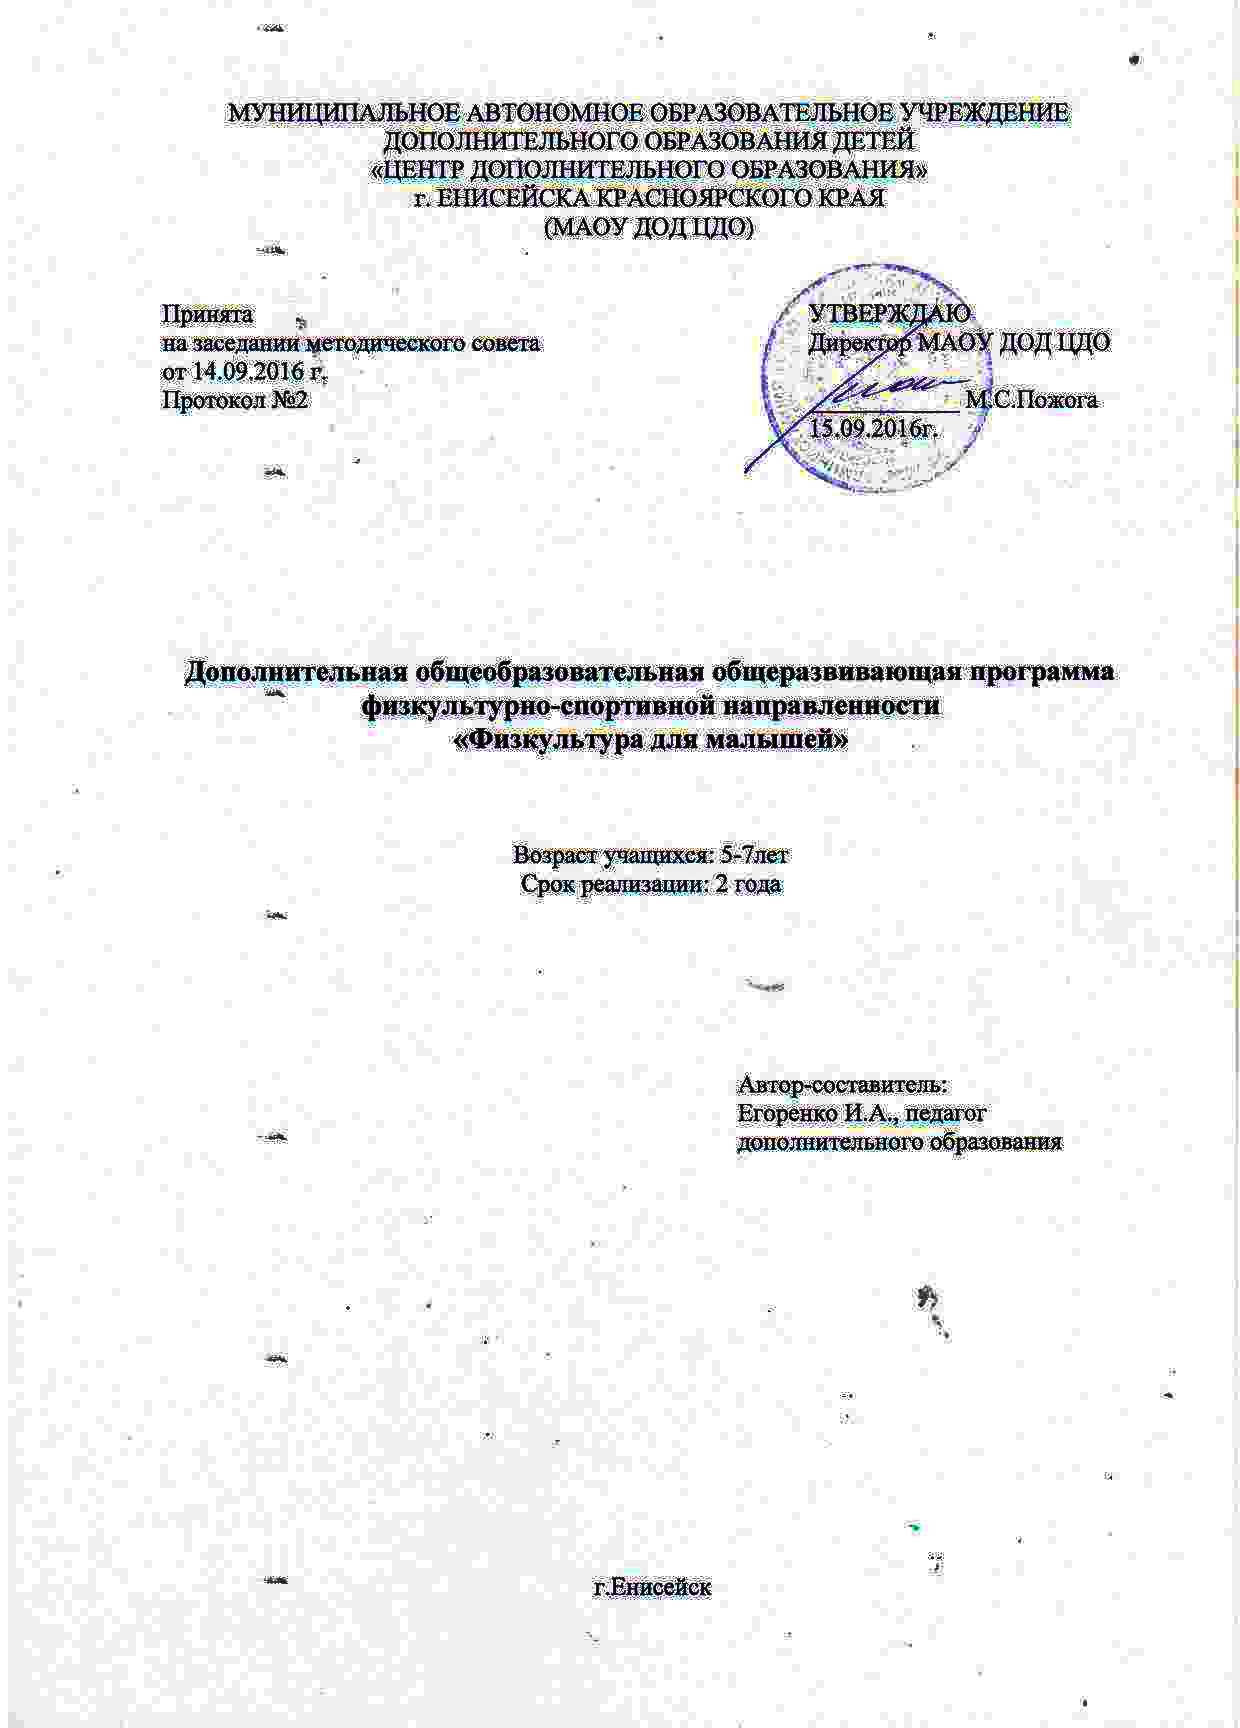 МУНИЦИПАЛЬНОЕ АВТОНОМНОЕ ОБРАЗОВАТЕЛЬНОЕ УЧРЕЖДЕНИЕ
ДОПОЛНИТЕЛЬНОГО ОБРАЗОВАНИЯ ДЕТЕЙ
«ЦЕНТР ДОПОЛНИТЕЛЬНОГО ОБРАЗОВАНИЯ»
г. ЕНИСЕЙСКА КРАСНОЯРСКОГО КРАЯ
(МАОУ ДОД ЦДО)
Принята
на заседании методического совета
от 14.09.2016 г.
Протокол №2
УТВЕРЖДАЮ
Директор МАОУ ДОД ЦДО
____________ М.С.Пожога
15.09.2016г.
Дополнительная общеобразовательная общеразвивающая программа
физкультурно-спортивной направленности
«Физкультура для малышей»
Возраст учащихся: 5-7лет
Срок реализации: 2 года
Автор-составитель:
Егоренко И.А., педагог
дополнительного образования
г.Енисейск